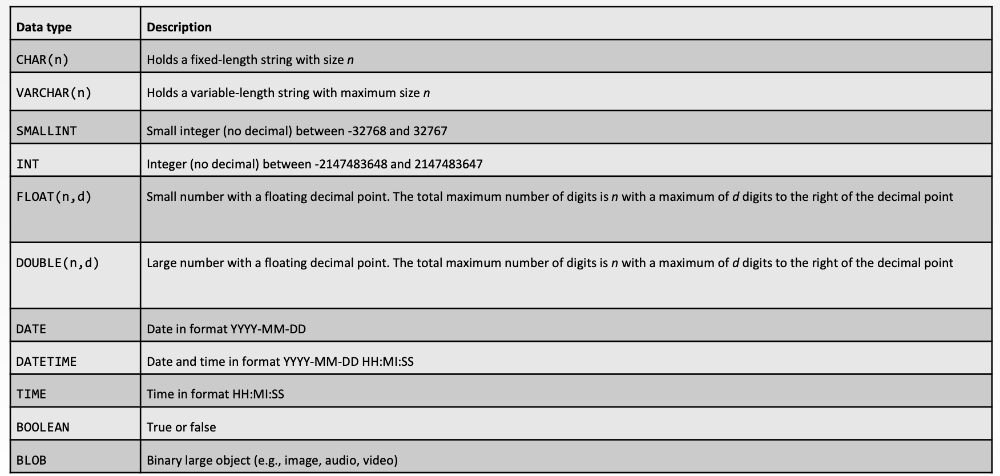 Data type Description
CHAR(n) Holds a fixed-length string with size n
VARCHAR(n) Holds a variable-length string with maximum size n
SMALLINT Small integer (no decimal) between -32768 and 32767
INT Integer (no decimal) between -2147483648 and 2147483647
FLOAT(n,d) Small number with a floating decimal point. The total maximum number of digits is n with a maximum of d digits to the right of the decimal point
DOUBLE(n,d) Large number with a floating decimal point. The total maximum number of digits is n with a maximum of d digits to the right of the decimal point
DATE Date in format YYYY-MM-DD
DATETIME Date and time in format YYYY-MM-DD HH:MI:SS
TIME Time in format HH:MI:SS
BOOLEAN True or false
BLOB Binary large object (e.g., image, audio, video)